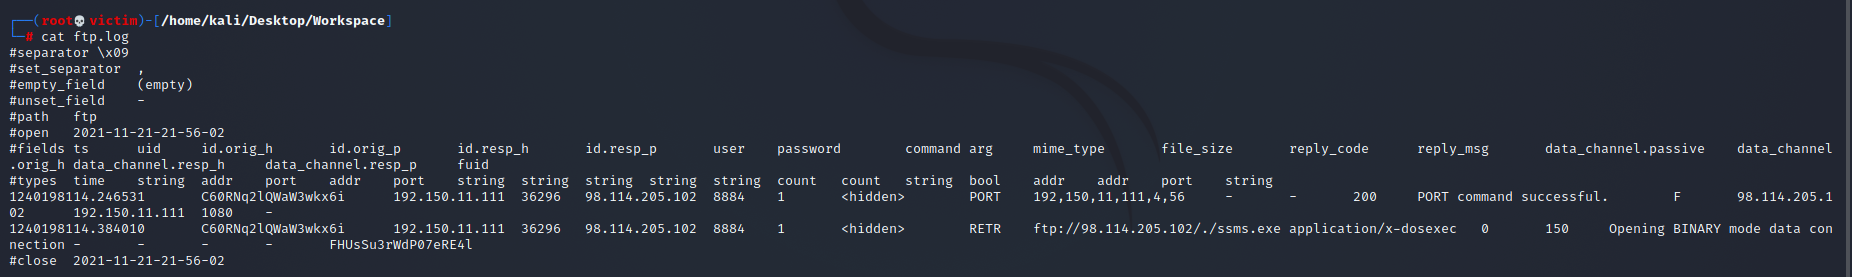 ┌──(root💀victim)-[/home/kali/Desktop/Workspace]
└─# cat ftp.log
#separator \x09
#set_separator  ,
#empty_field    (empty)
#unset_field    -
#path   ftp
#open   2021-11-21-21-56-02
#fields ts      uid     id.orig_h       id.orig_p       id.resp_h       id.resp_p       user    password        command arg     mime_type       file_size       reply_code      reply_msg       data_channel.passive    data_channel
.orig_h data_channel.resp_h     data_channel.resp_p     fuid
#types  time    string  addr    port    addr    port    string  string  string  string  string  count   count   string  bool    addr    addr    port    string
1240198114.246531       C60RNq2lQWaW3wkx6i      192.150.11.111  36296   98.114.205.102  8884    1       <hidden>        PORT    192,150,11,111,4,56     -       -       200     PORT command successful.        F       98.114.205.1
02      192.150.11.111  1080    -
1240198114.384010       C60RNq2lQWaW3wkx6i      192.150.11.111  36296   98.114.205.102  8884    1       <hidden>        RETR    ftp://98.114.205.102/./ssms.exe application/x-dosexec   0       150     Opening BINARY mode data con
nection -       -       -       -       FHUsSu3rWdP07eRE4l
#close  2021-11-21-21-56-02